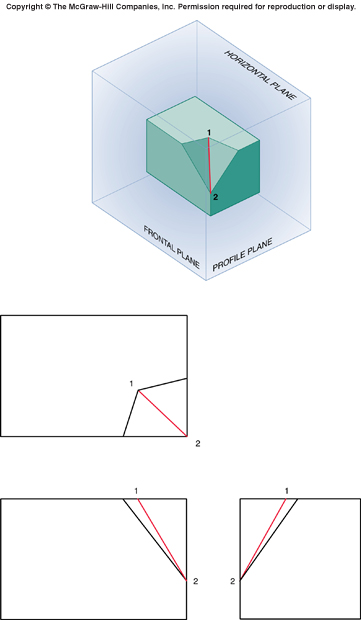 Copyright © The McGraw-Hill Companies, Inc. Permission required for reproduction or display.
HORIZONTAL PLANE
1
2
FRONTAL PLANE
PROFILE PLANE
1
2
1
1
2
2